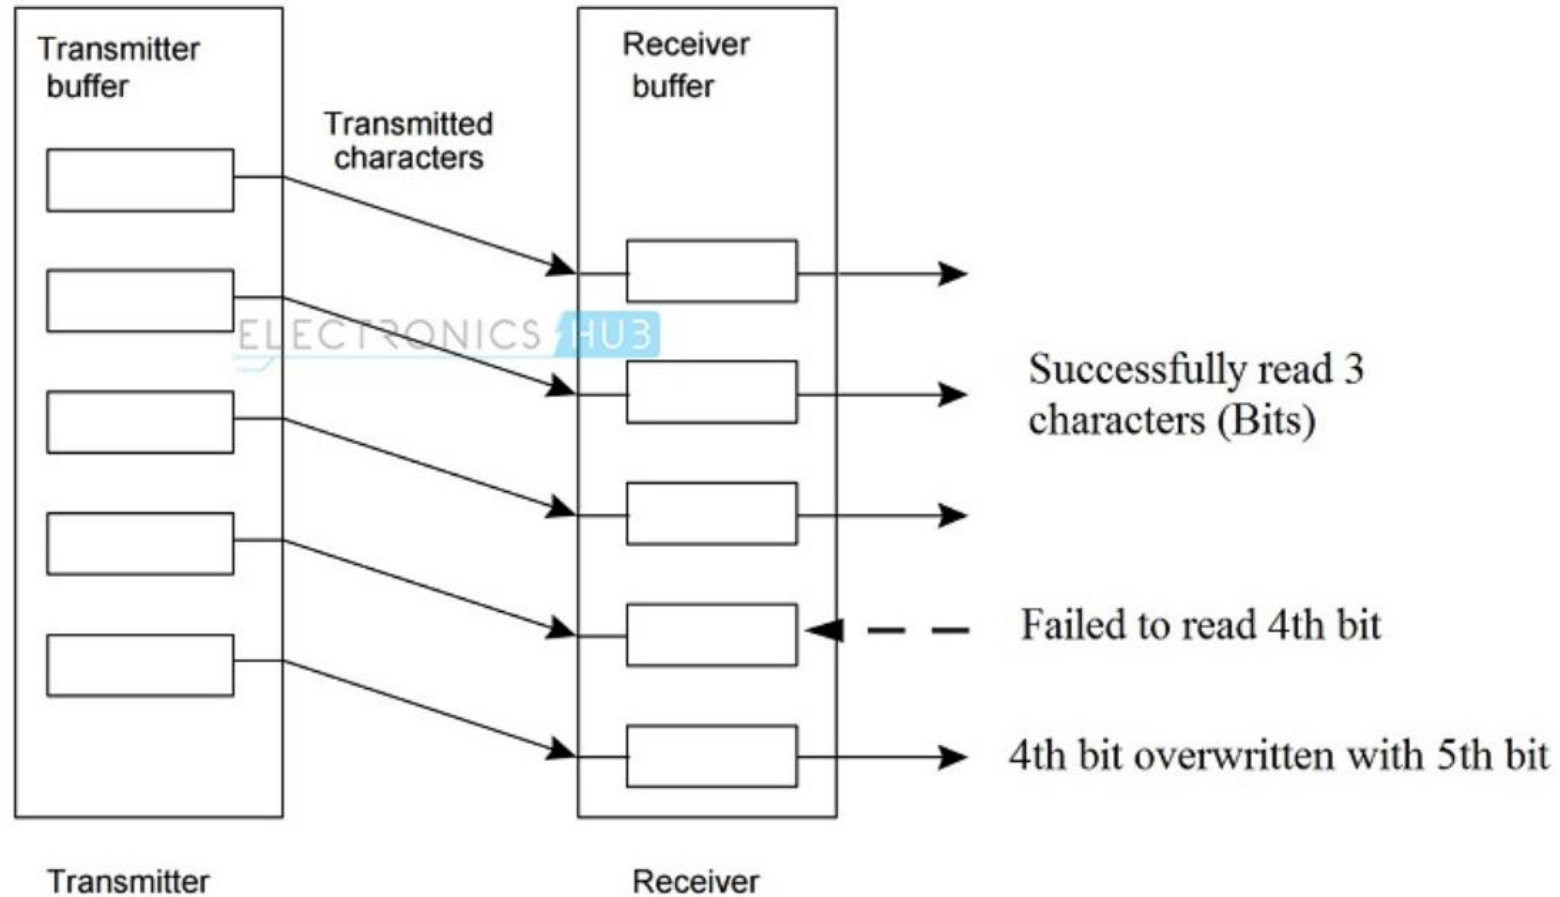 Transmitter
buffer
Receiver
buffer
Transmitted
characters
ELECTRONICS HUB
Successfully read 3
characters (Bits)
Failed to read 4th bit
4th bit overwritten with 5th bit
Transmitter
Receiver